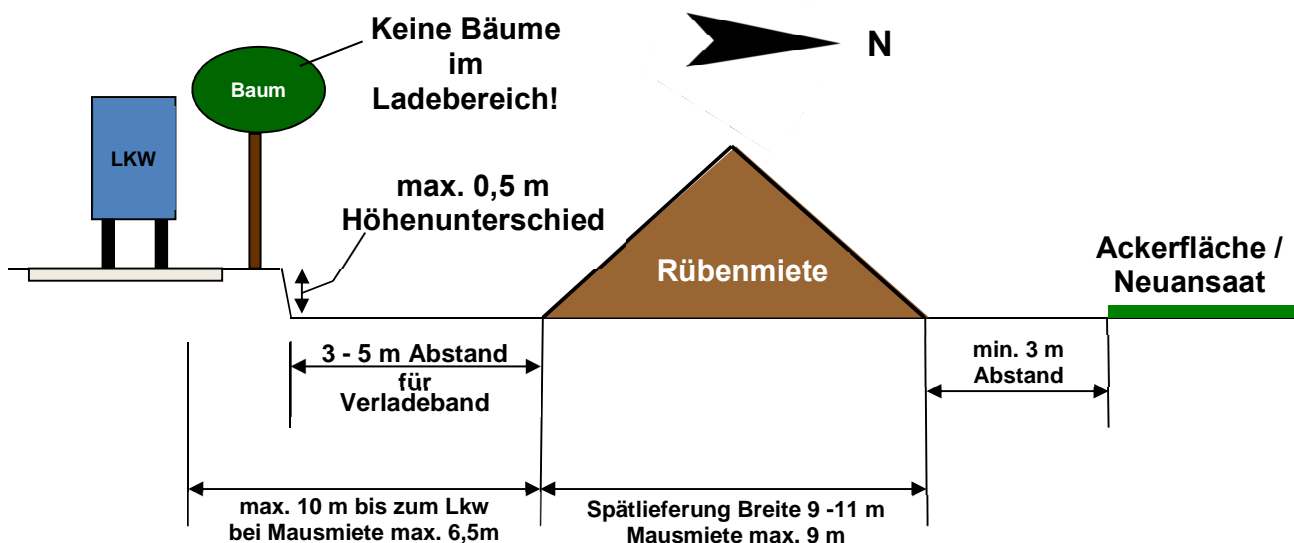 Keine Bäume
im
Ladebereich!
N
Baum
LKW
max. 0,5 m
Höhenunterschied
Rübenmiete
Ackerfläche /
Neuansaat
3 - 5 m Abstand
für
Verladeband
min. 3 m
Abstand
max. 10 m bis zum Lkw
bei Mausmiete max. 6,5m
Spätlieferung Breite 9 -11 m
Mausmiete max. 9 m